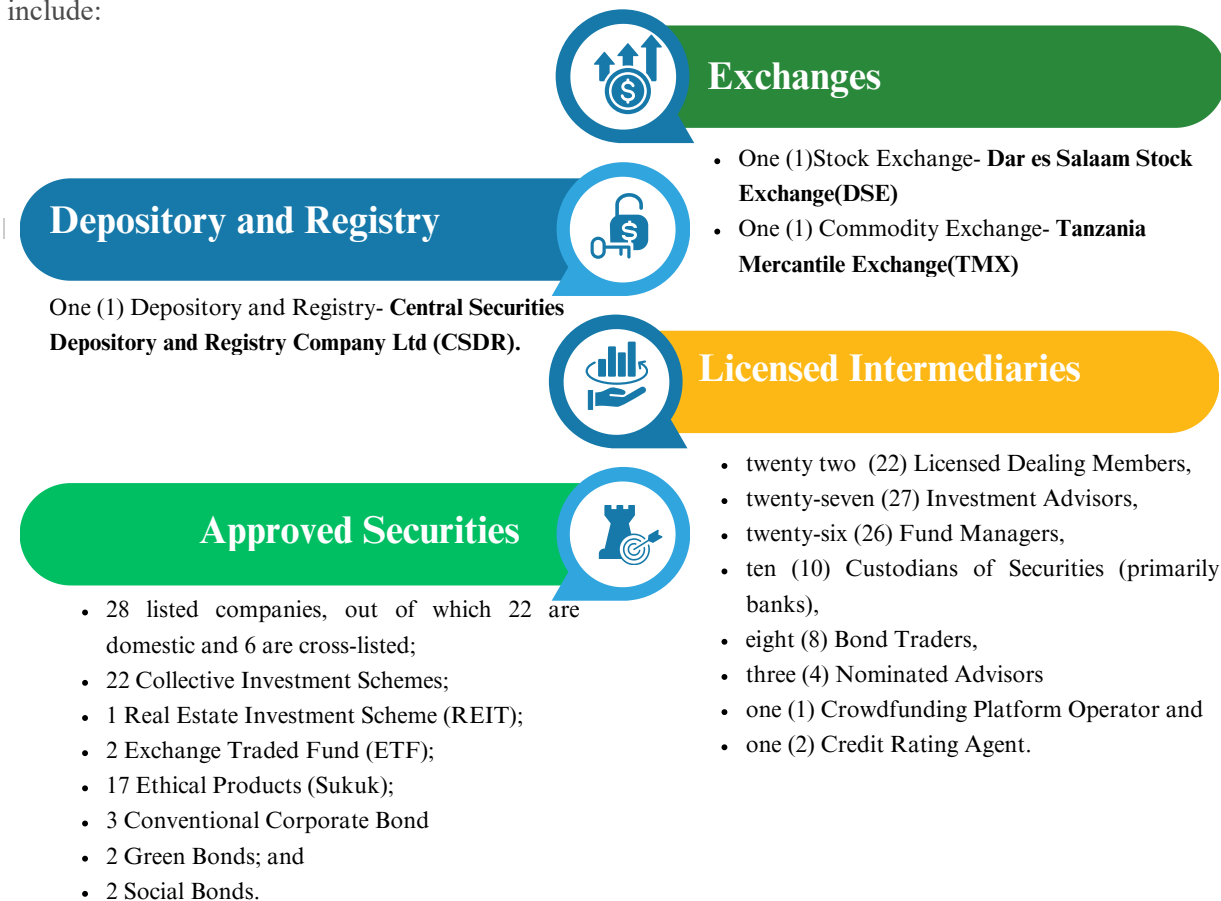 include:
Exchanges
• One (1)Stock Exchange- Dar es Salaam Stock
Exchange(DSE)
• One (1) Commodity Exchange- Tanzania
Mercantile Exchange(TMX)
Depository and Registry
One (1) Depository and Registry- Central Securities
Depository and Registry Company Ltd (CSDR).
Licensed Intermediaries
• twenty two (22) Licensed Dealing Members,
• twenty-seven (27) Investment Advisors,
• twenty-six (26) Fund Managers,
• ten (10) Custodians of Securities (primarily
banks),
• eight (8) Bond Traders,
• three (4) Nominated Advisors
• one (1) Crowdfunding Platform Operator and
• one (2) Credit Rating Agent.
Approved Securities
• 28 listed companies, out of which 22 are
domestic and 6 are cross-listed;
• 22 Collective Investment Schemes;
• 1 Real Estate Investment Scheme (REIT);
• 2 Exchange Traded Fund (ETF);
• 17 Ethical Products (Sukuk);
• 3 Conventional Corporate Bond
• 2 Green Bonds; and
• 2 Social Bonds.